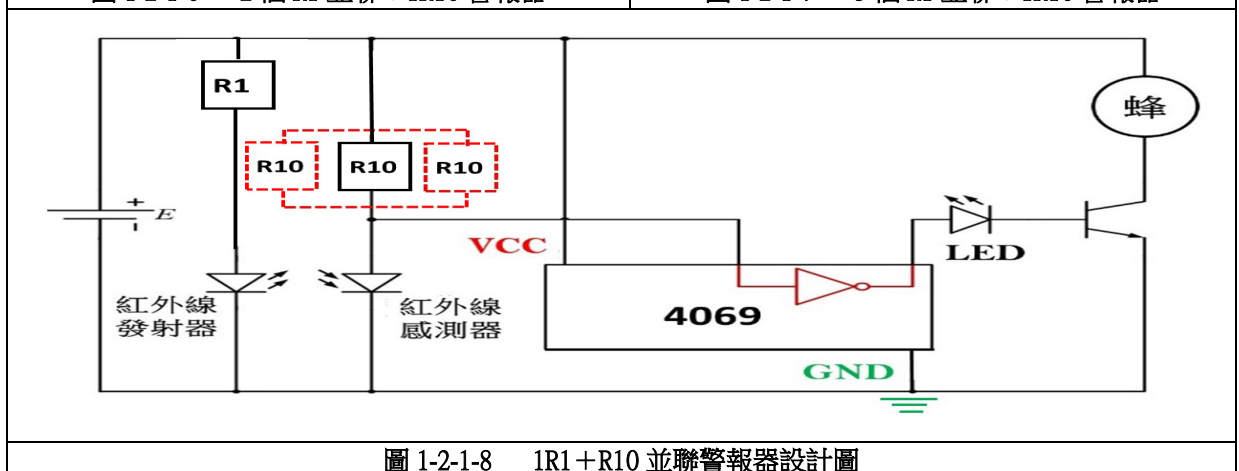 R1
R10
R10
R10
蜂
+
E
-
VCC
LED
紅外線
發射器
紅外線
感測器
4069
GND
圖 1-2-1-8 1R1＋R10 並聯警報器設計圖